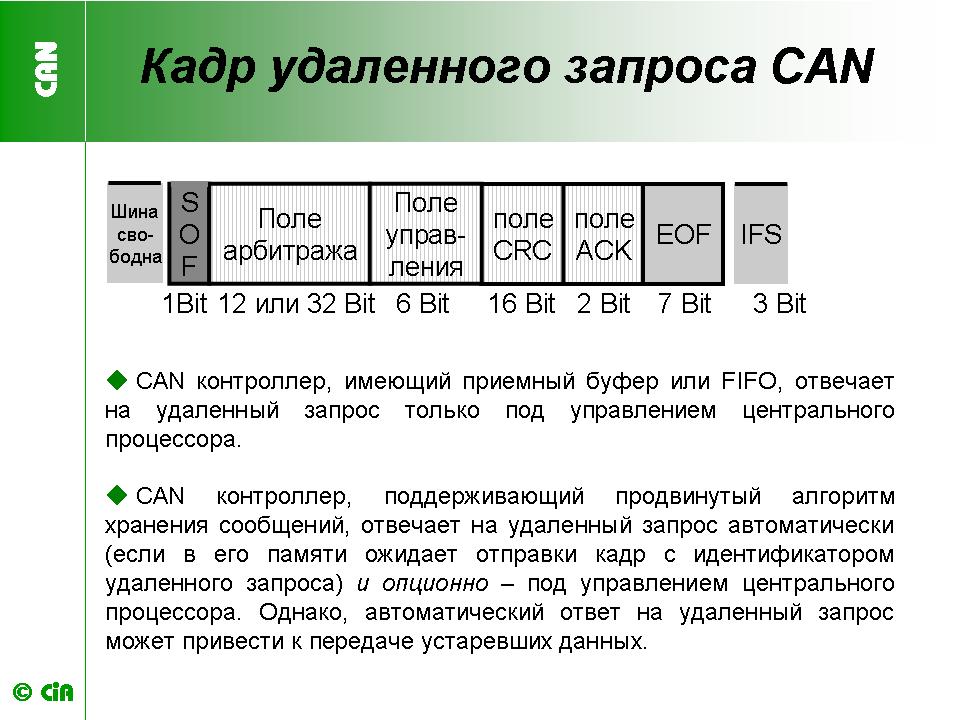 CAN
Кадр удаленного запроса CAN
Шина
сво-
бодна
S
O
F
Поле
арбитража
Поле
управ-
ления
поле
CRC
поле
ACK
EOF
IFS
1Bit 12 или 32 Bit 6 Bit 16 Bit 2 Bit 7 Bit 3 Bit
CAN контроллер, имеющий приемный буфер или FIFO, отвечает
на удаленный запрос только под управлением центрального
процессора.
CAN контроллер, поддерживающий продвинутый алгоритм
хранения сообщений, отвечает на удаленный запрос автоматически
(если в его памяти ожидает отправки кадр с идентификатором
удаленного запроса) и опционно – под управлением центрального
процессора. Однако, автоматический ответ на удаленный запрос
может привести к передаче устаревших данных.
© CiA